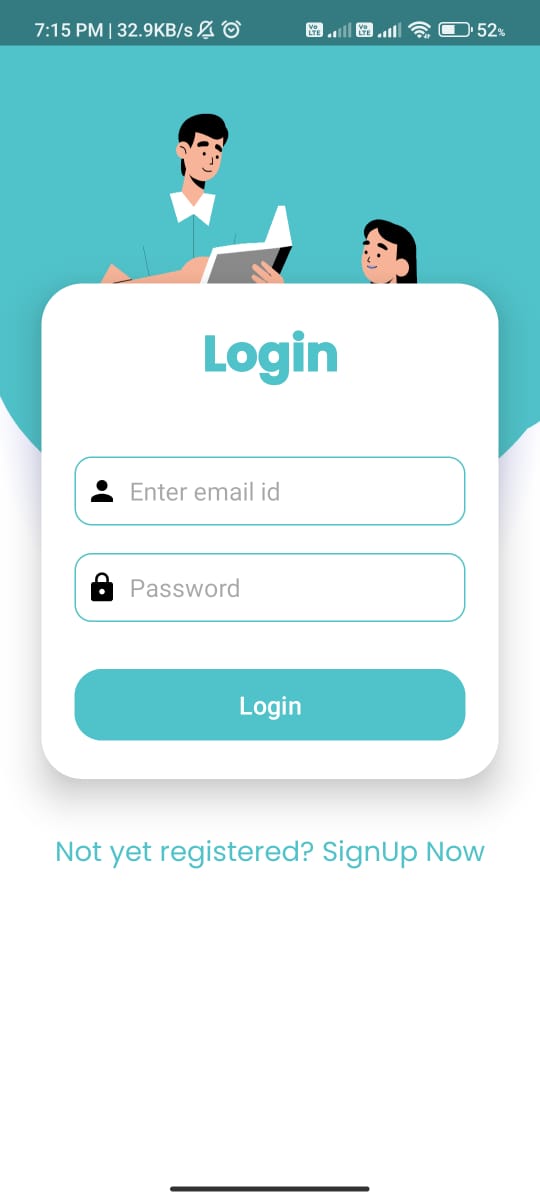 7:15 PM | 32.9KB/s Vo LTE Vo LTE 52%
Login
Enter email id
Password
Login
Not yet registered? SignUp Now